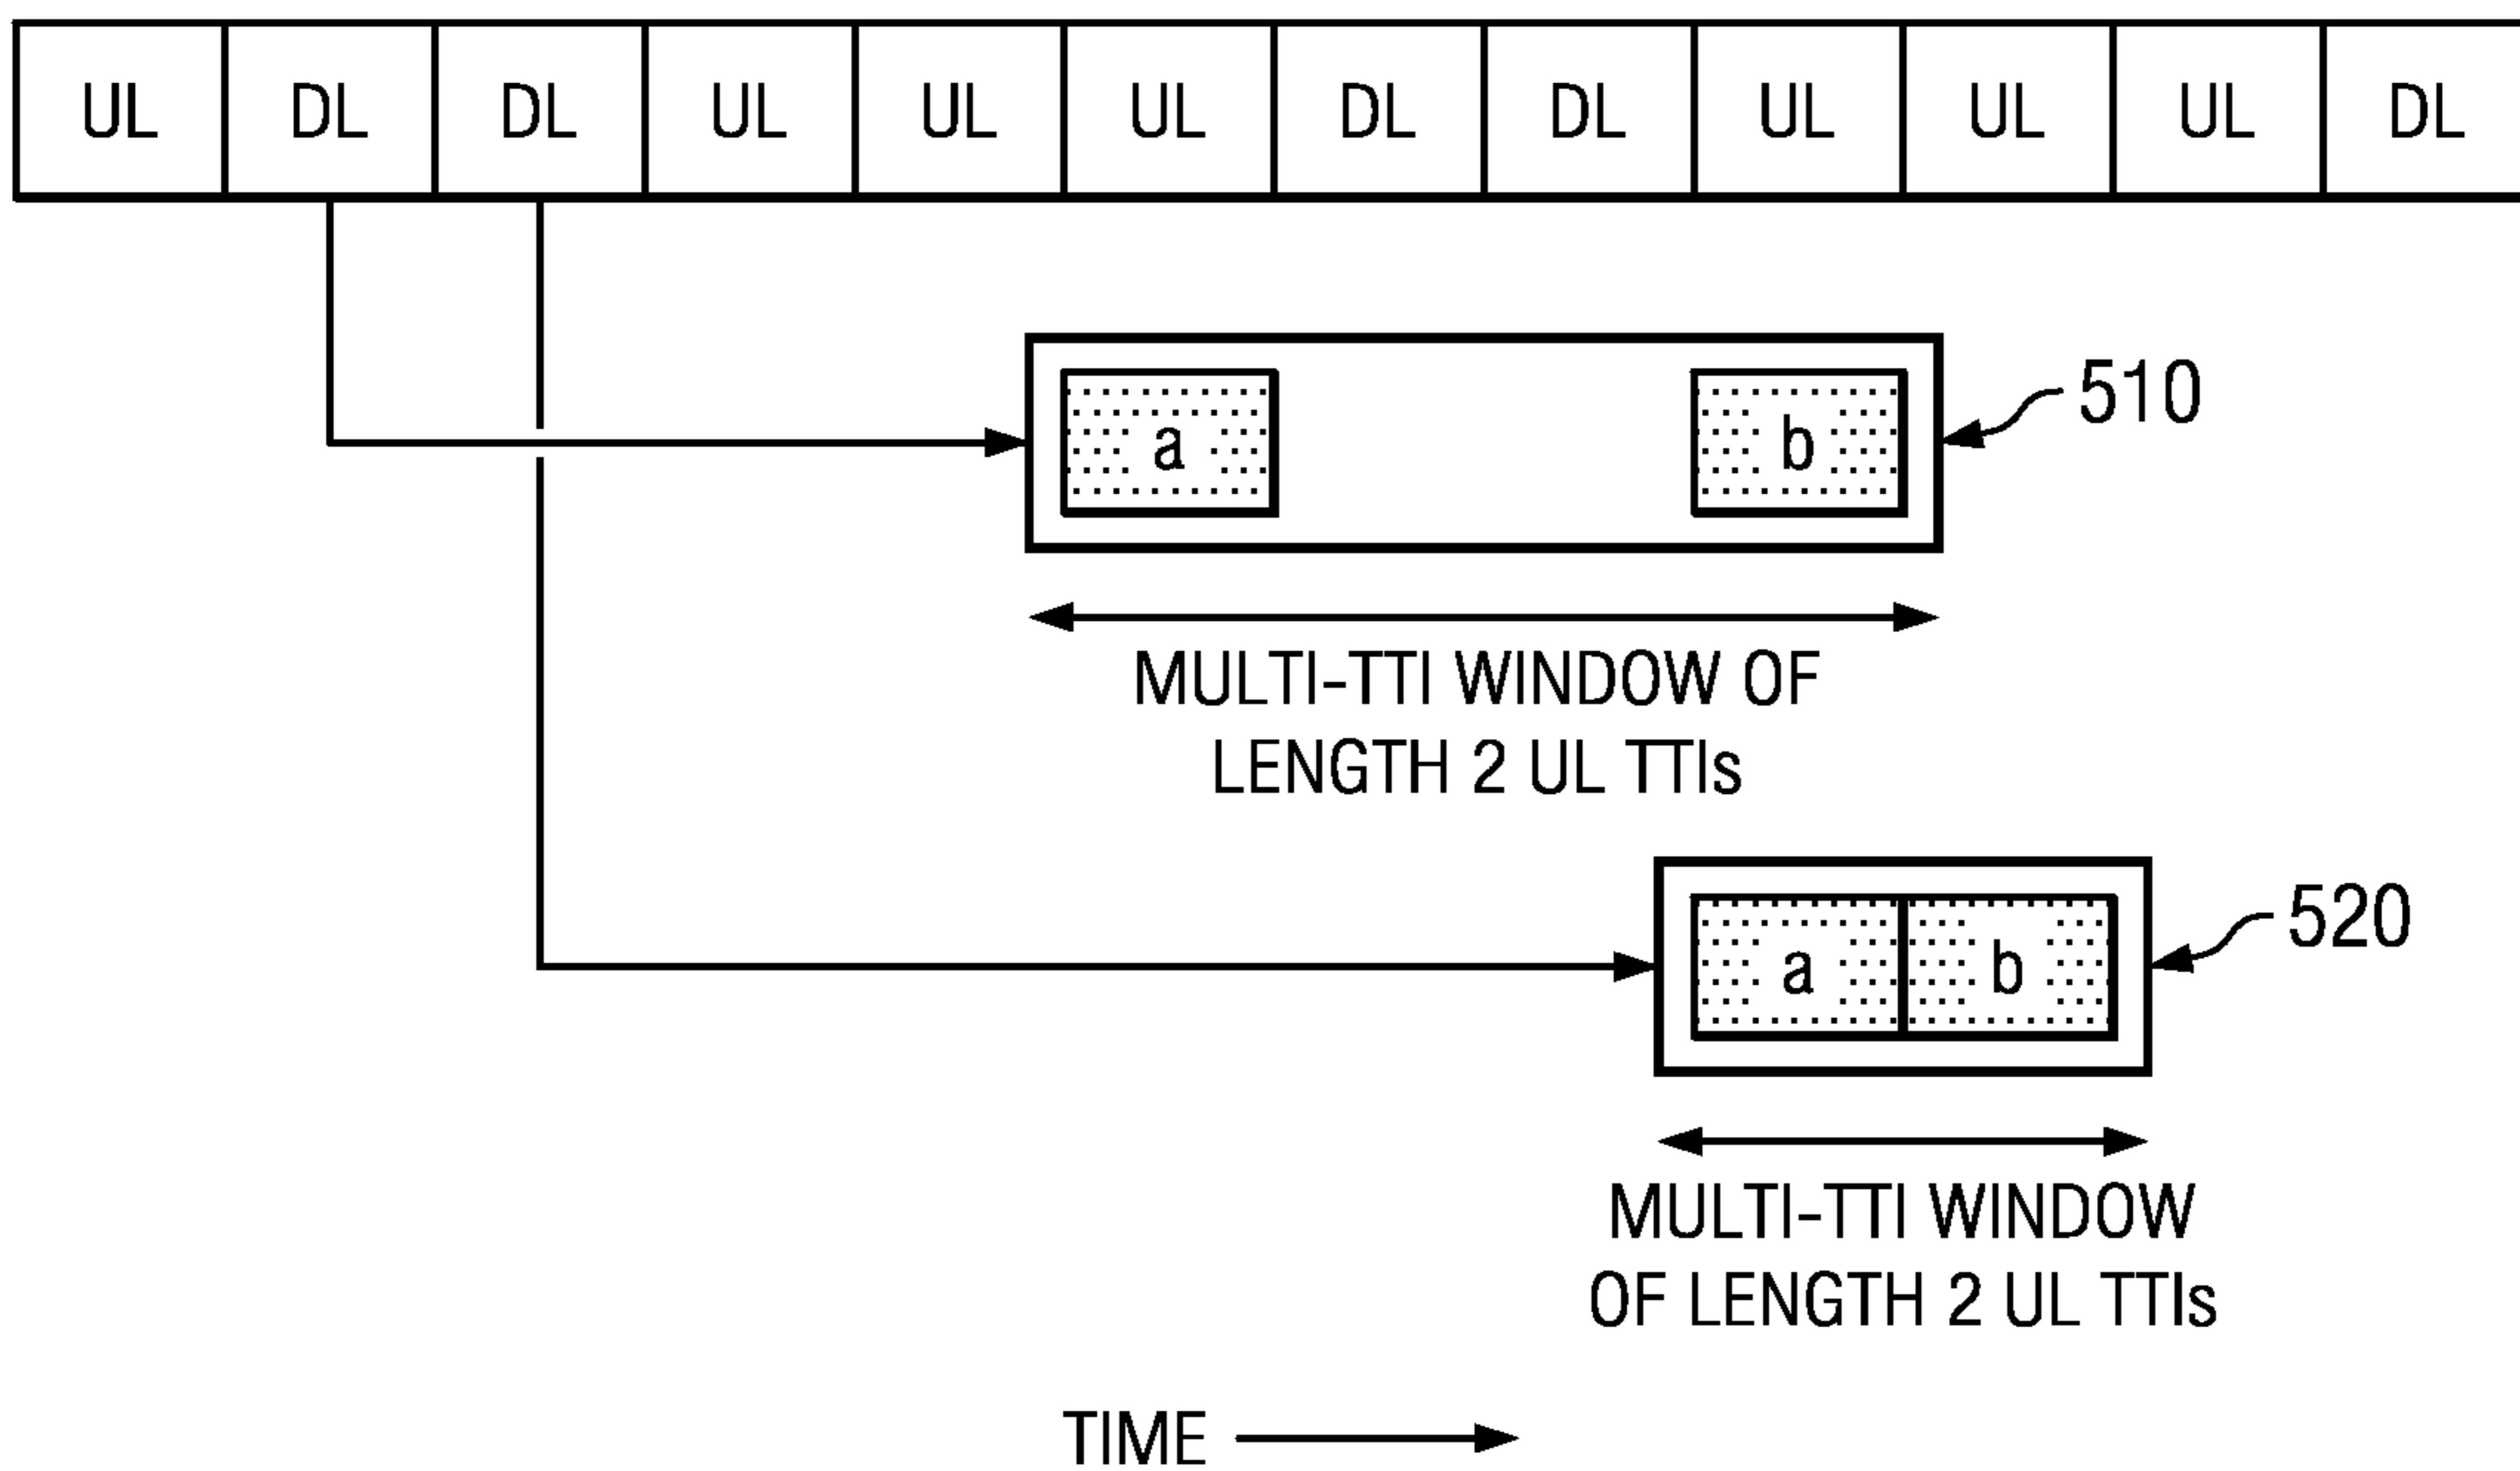 UL DL DL UL UL UL DL DL UL UL UL DL
a b 510
MULTI-TTI WINDOW OF
LENGTH 2 UL TTIs
a b 520
MULTI-TTI WINDOW
OF LENGTH 2 UL TTIs
TIME